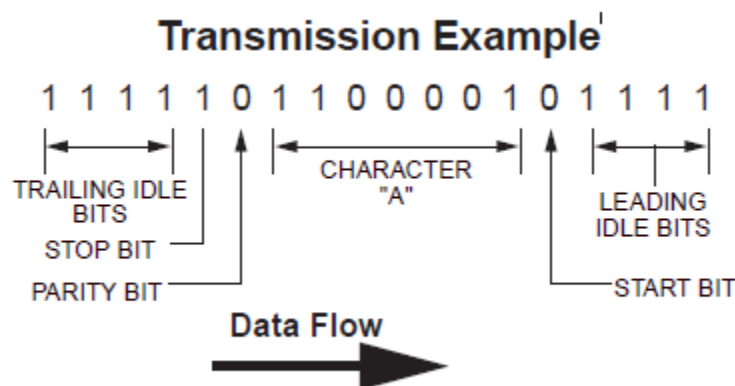 Transmission Example
1 1 1 1 1 0 1 1 0 0 0 0 1 0 1 1 1 1
TRAILING IDLE
BITS
CHARACTER
"A"
LEADING
IDLE BITS
STOP BIT
PARITY BIT
START BIT
Data Flow